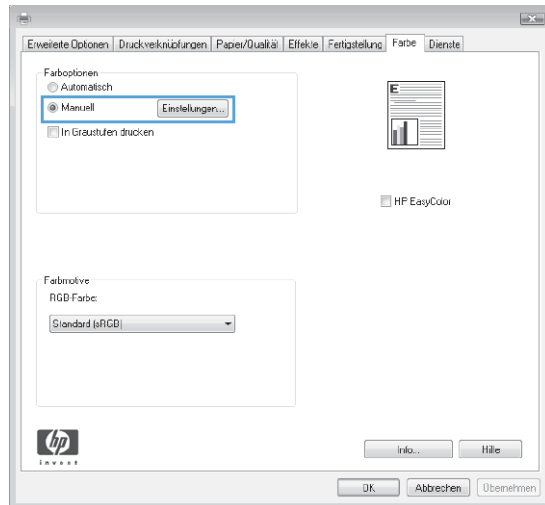 Erweiterte Optionen Druckverknüpfungen Papier/Qualität Effekte Fertigstellung Farbe Dienste
Farboptionen
Automatisch
Manuell Einstellungen...
In Graustufen drucken
E
HP EasyColor
Farbmotive
RGB-Farbe:
Standard (sRGB)
hp
invent
Info... Hilfe
OK Abbrechen Übernehmen